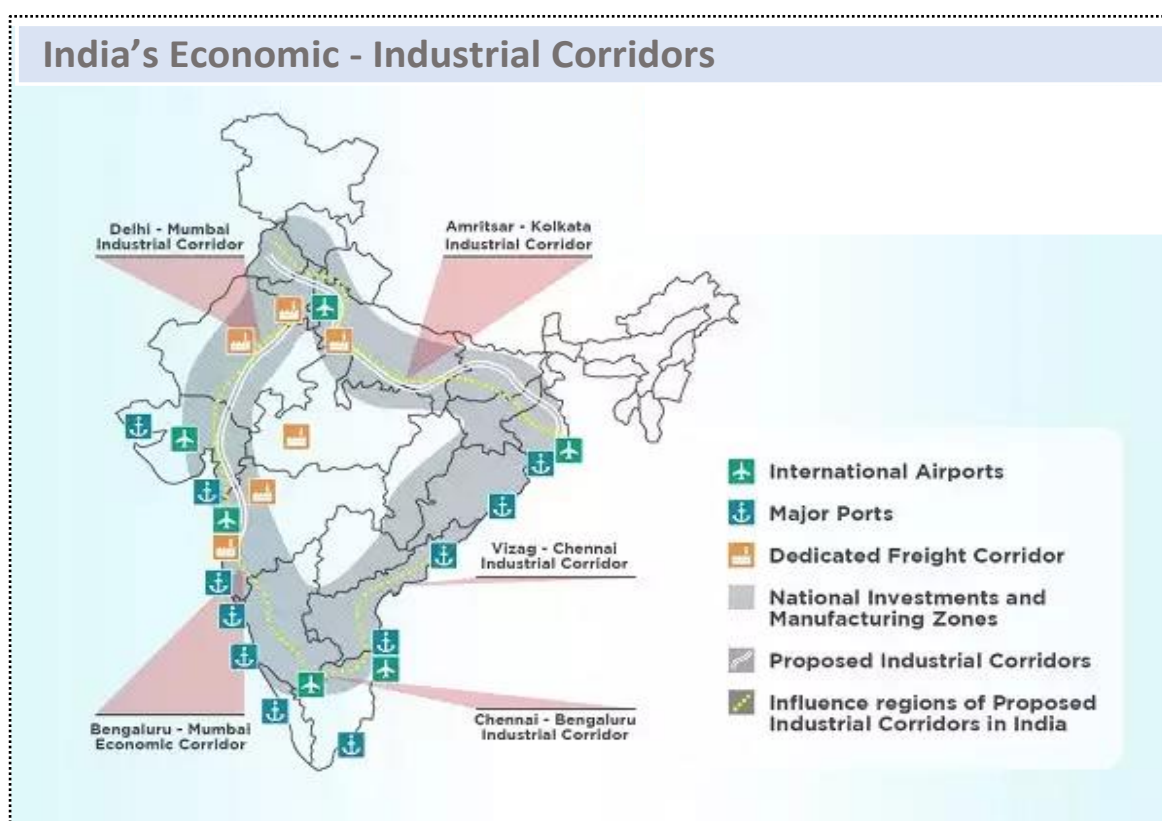 India's Economic - Industrial Corridors
Delhi - Mumbai
Industrial Corridor
Amritsar - Kolkata
Industrial Corridor
International Airports
Major Ports
Dedicated Freight Corridor
National Investments and
Manufacturing Zones
Proposed Industrial Corridors
Influence regions of Proposed
Industrial Corridors in India
Vizag - Chennai
Industrial Corridor
Bengaluru - Mumbai
Economic Corridor
Chennai - Bengaluru
Industrial Corridor